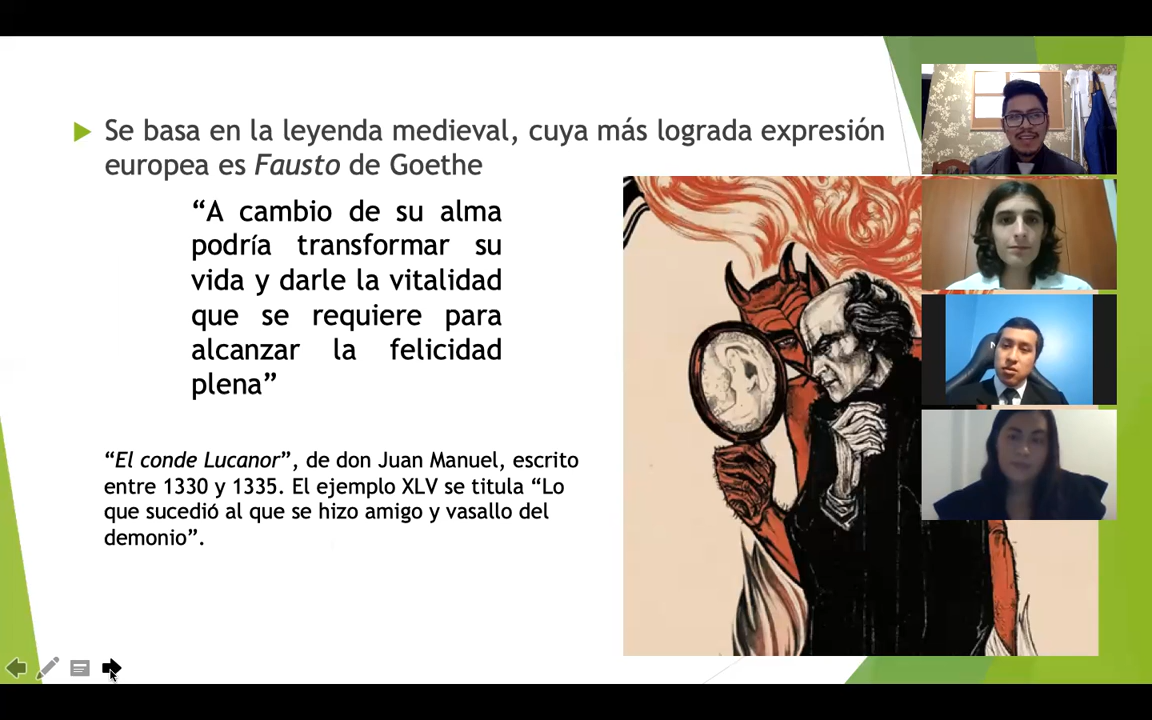 Se basa en la leyenda medieval, cuya más lograda expresión
europea es Fausto de Goethe
“A cambio de su alma
podría transformar su
vida y darle la vitalidad
que se requiere para
alcanzar la felicidad
plena”
“El conde Lucanor”, de don Juan Manuel, escrito
entre 1330 y 1335. El ejemplo XLV se titula “Lo
que sucedió al que se hizo amigo y vasallo del
demonio”.